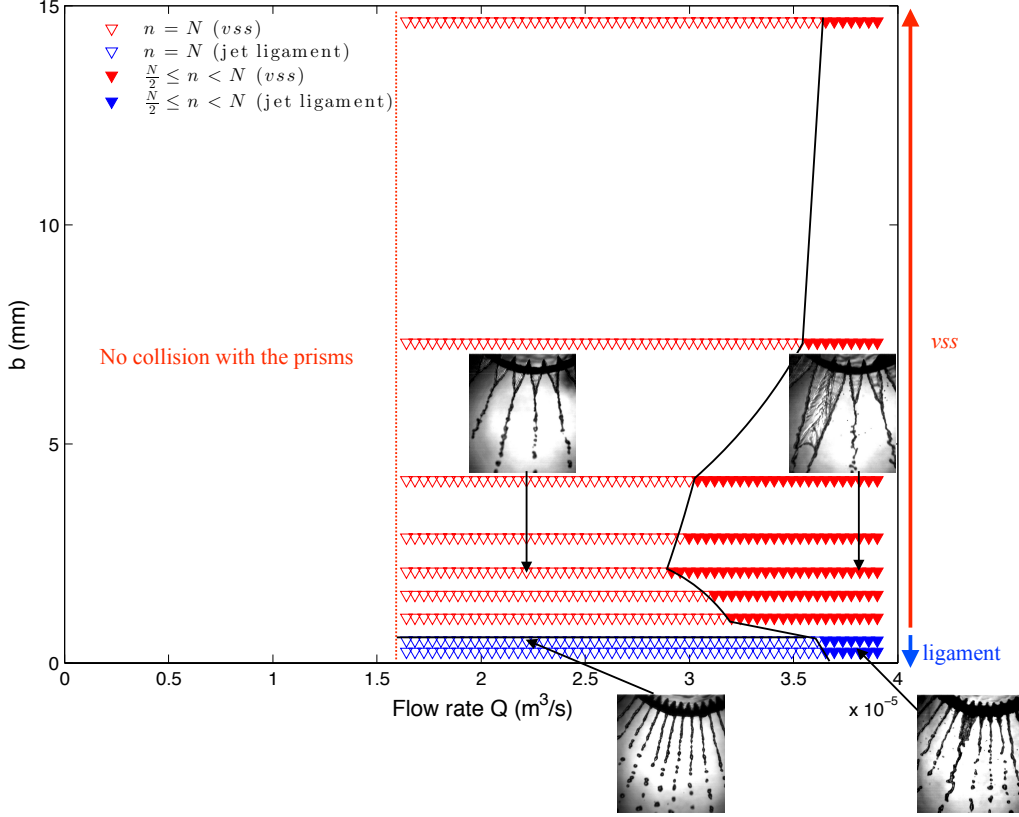 15
n = N (vss)
n = N (jet ligament)
N/2 ≤ n < N (vss)
N/2 ≤ n < N (jet ligament)
10
b (mm)
No collision with the prisms
vss
5
ligament
0
0 0.5 1 1.5 2 2.5 3 3.5 4
Flow rate Q (m^3/s)
x 10^-5